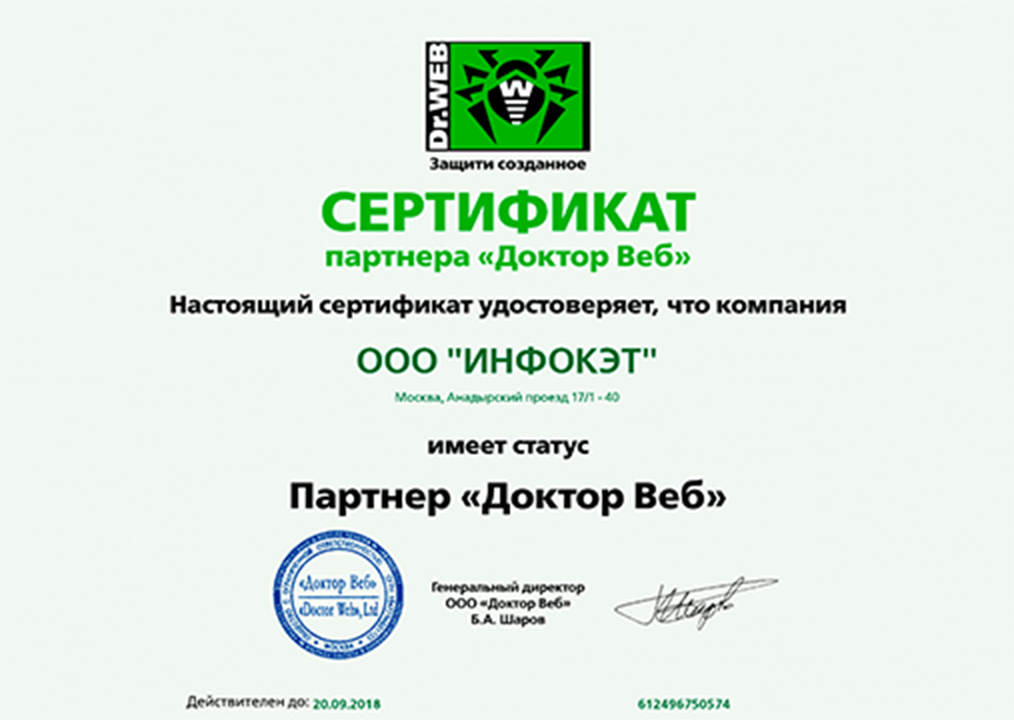 Dr.WEB
Защити созданное
СЕРТИФИКАТ
партнера «Доктор Веб»
Настоящий сертификат удостоверяет, что компания
ООО "ИНФОКЭТ"
Москва, Анадырский проезд 17/1 - 40
имеет статус
Партнер «Доктор Веб»
«Доктор Веб»
«Doctor Web», Ltd
МОСКВА
Генеральный директор
ООО «Доктор Веб»
Б.А. Шаров
Действителен до: 20.09.2018
612496750574